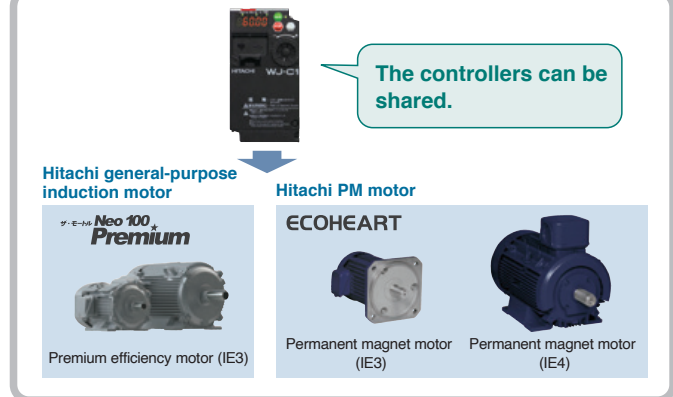 60.00
HITACHI WJ-C1
The controllers can be
shared.
Hitachi general-purpose
induction motor
Hitachi PM motor
ザ・モートル Neo 100
Premium
ECOHEART
Premium efficiency motor (IE3)
Permanent magnet motor
(IE3)
Permanent magnet motor
(IE4)